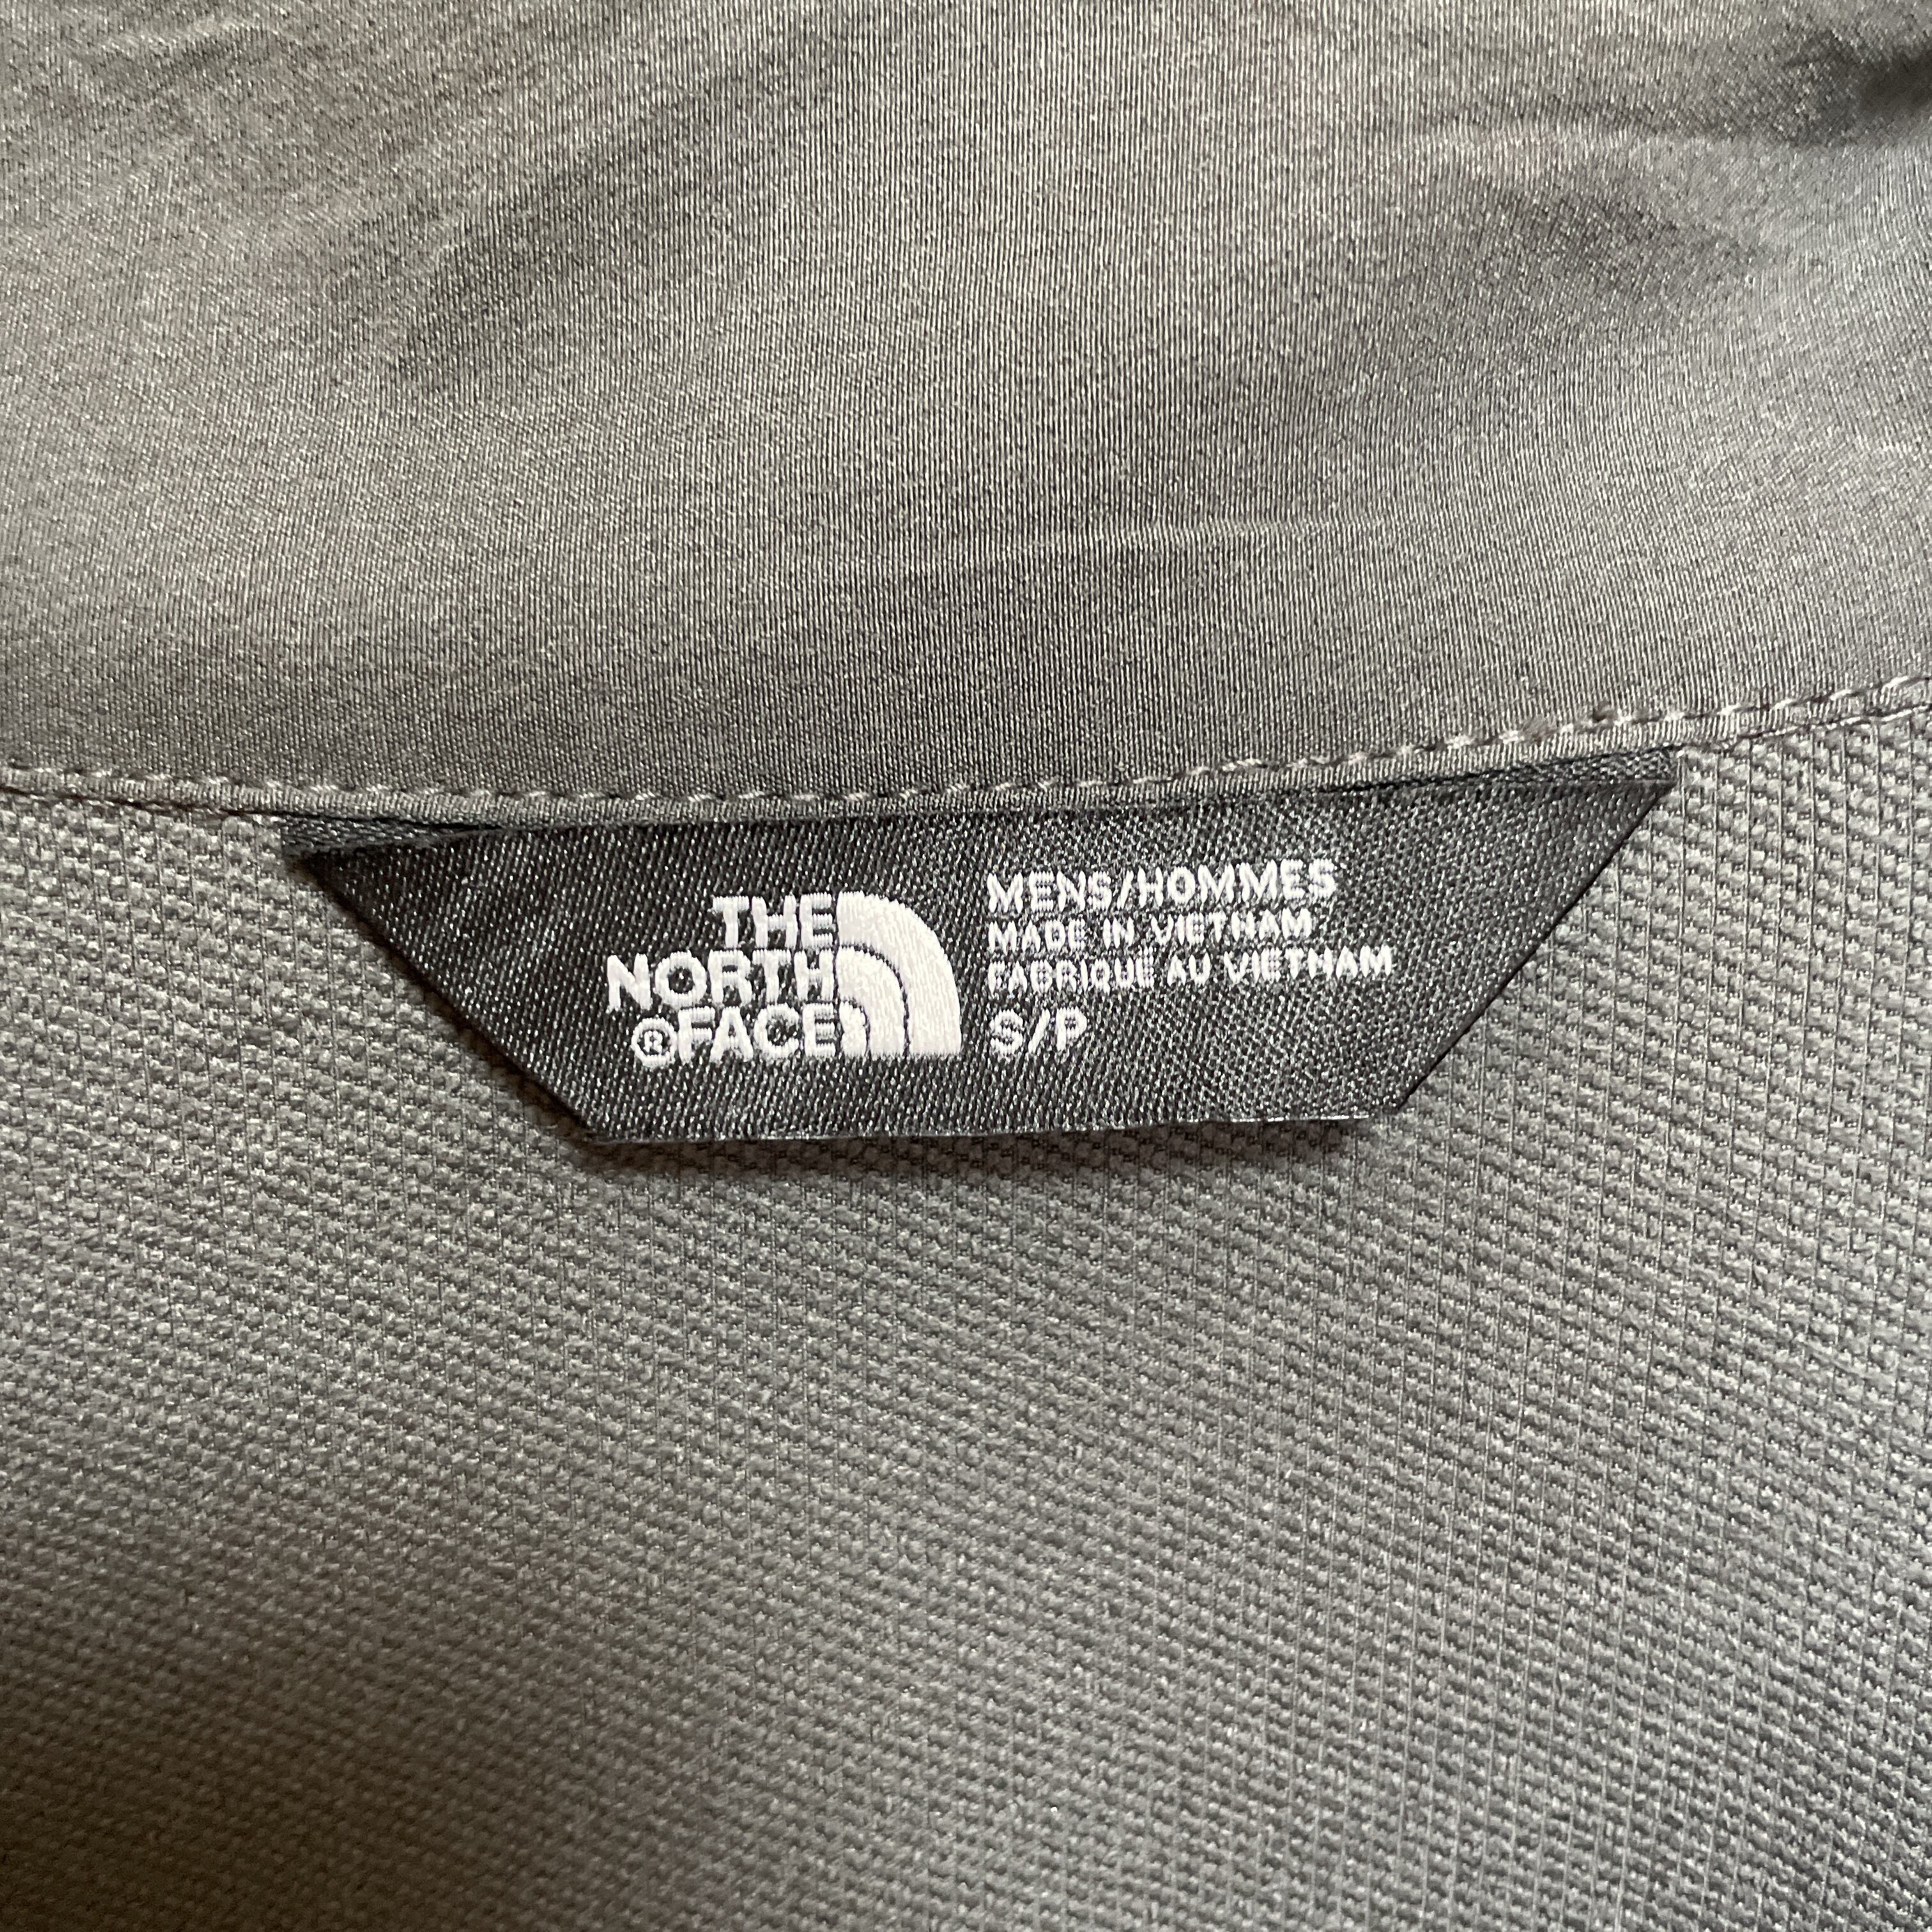 THE
NORTH
®FACE
MENS/HOMMES
MADE IN VIETNAM
FABRIQUÉ AU VIETNAM
S/P